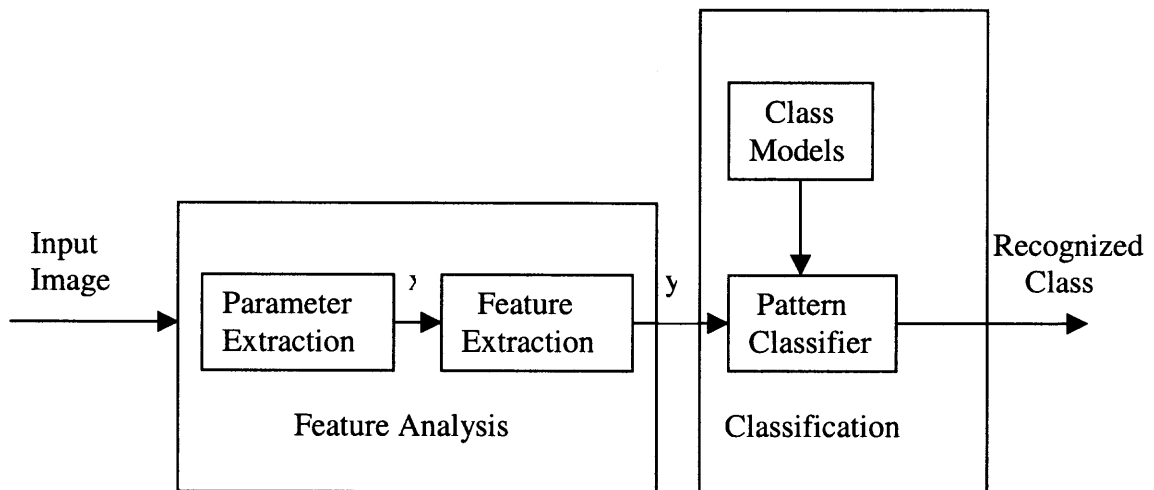 Class
Models
Input
Image
Parameter
Extraction
Feature
Extraction
y
Pattern
Classifier
Recognized
Class
Feature Analysis
Classification